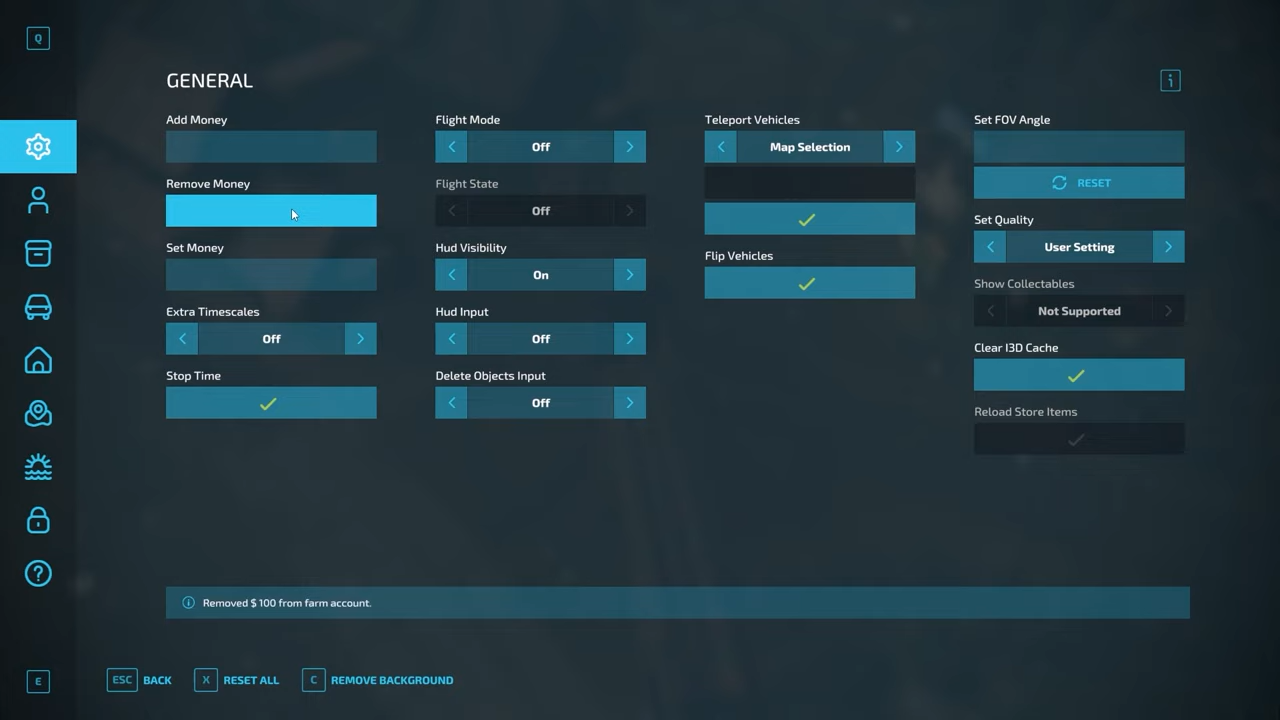 Q
GENERAL
Add Money
Remove Money
Set Money
Extra Timescales
Off
Stop Time
Flight Mode
Off
Flight State
Off
Hud Visibility
On
Hud Input
Off
Delete Objects Input
Off
Teleport Vehicles
Map Selection
Flip Vehicles
Set FOV Angle
RESET
Set Quality
User Setting
Show Collectables
Not Supported
Clear I3D Cache
Reload Store Items
Removed $ 100 from farm account.
E
ESC BACK X RESET ALL C REMOVE BACKGROUND